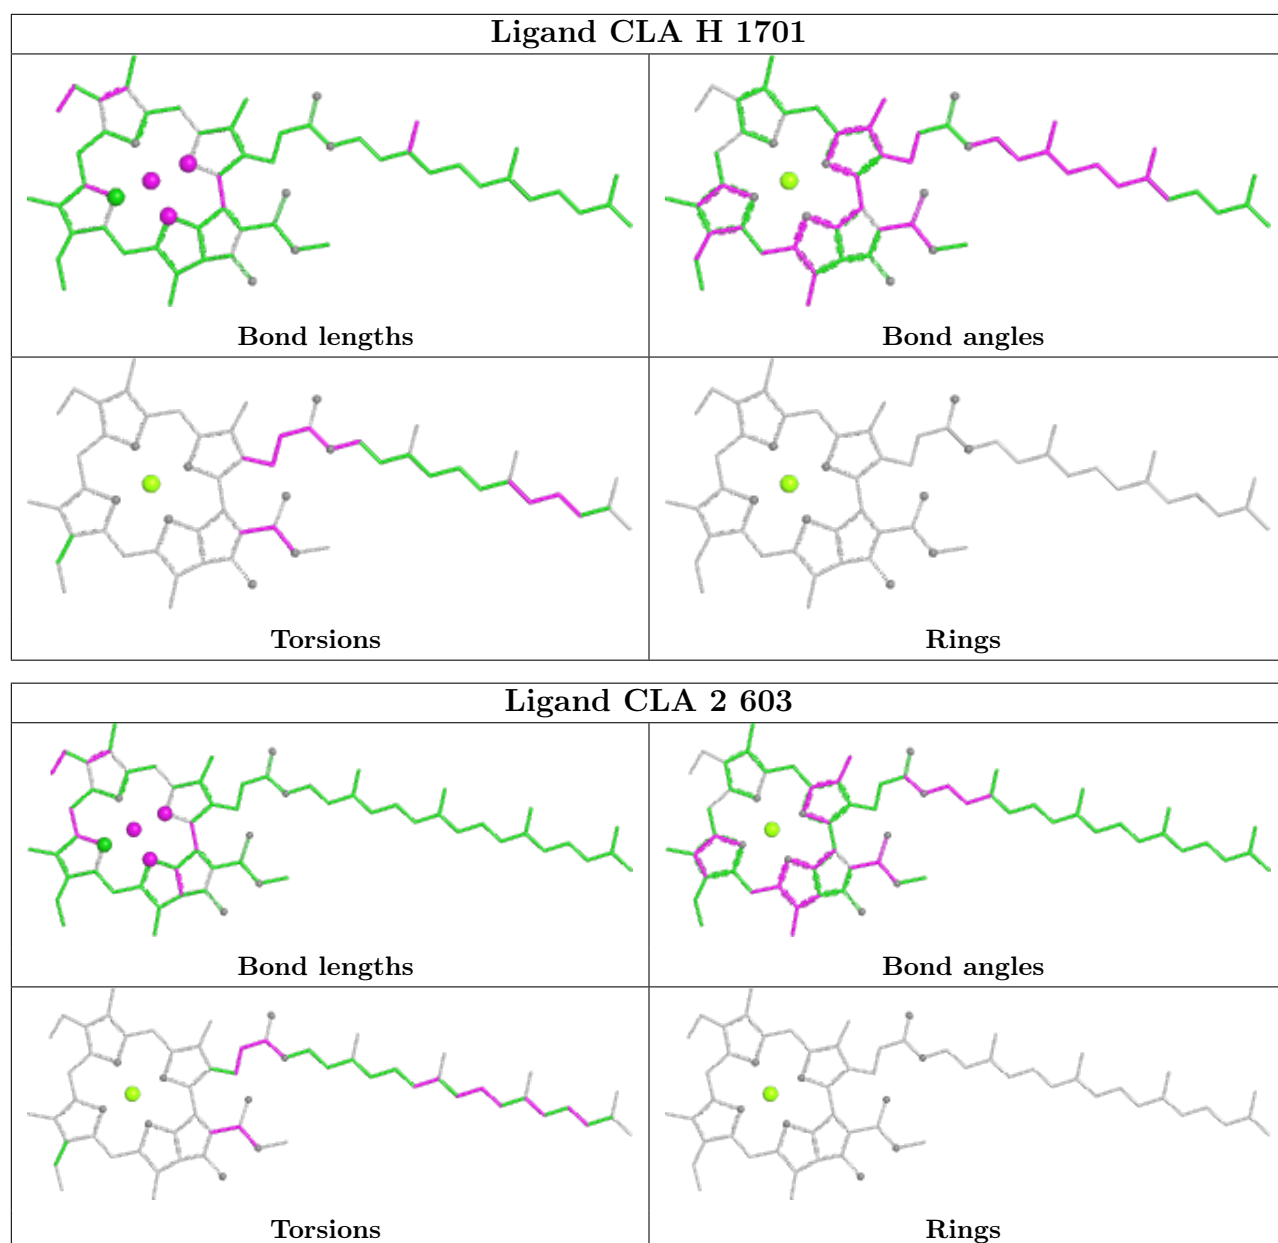 Ligand CLA H 1701
Bond lengths
Bond angles
Torsions
Rings
Ligand CLA 2 603
Bond lengths
Bond angles
Torsions
Rings